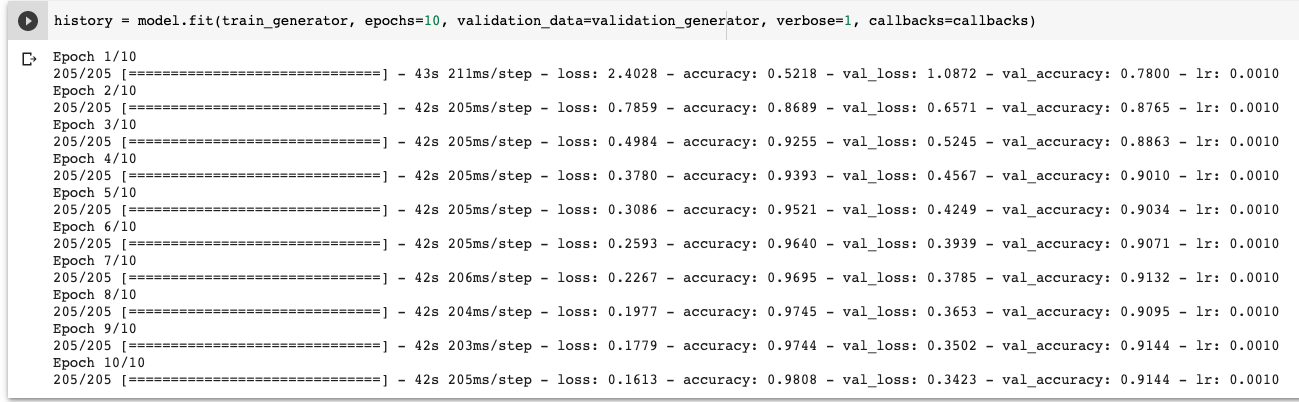 history = model.fit(train_generator, epochs=10, validation_data=validation_generator, verbose=1, callbacks=callbacks)
Epoch 1/10
205/205 [==============================] - 43s 211ms/step - loss: 2.4028 - accuracy: 0.5218 - val_loss: 1.0872 - val_accuracy: 0.7800 - lr: 0.0010
Epoch 2/10
205/205 [==============================] - 42s 205ms/step - loss: 0.7859 - accuracy: 0.8689 - val_loss: 0.6571 - val_accuracy: 0.8765 - lr: 0.0010
Epoch 3/10
205/205 [==============================] - 42s 205ms/step - loss: 0.4984 - accuracy: 0.9255 - val_loss: 0.5245 - val_accuracy: 0.8863 - lr: 0.0010
Epoch 4/10
205/205 [==============================] - 42s 205ms/step - loss: 0.3780 - accuracy: 0.9393 - val_loss: 0.4567 - val_accuracy: 0.9010 - lr: 0.0010
Epoch 5/10
205/205 [==============================] - 42s 205ms/step - loss: 0.3086 - accuracy: 0.9521 - val_loss: 0.4249 - val_accuracy: 0.9034 - lr: 0.0010
Epoch 6/10
205/205 [==============================] - 42s 205ms/step - loss: 0.2593 - accuracy: 0.9640 - val_loss: 0.3939 - val_accuracy: 0.9071 - lr: 0.0010
Epoch 7/10
205/205 [==============================] - 42s 206ms/step - loss: 0.2267 - accuracy: 0.9695 - val_loss: 0.3785 - val_accuracy: 0.9132 - lr: 0.0010
Epoch 8/10
205/205 [==============================] - 42s 204ms/step - loss: 0.1977 - accuracy: 0.9745 - val_loss: 0.3653 - val_accuracy: 0.9095 - lr: 0.0010
Epoch 9/10
205/205 [==============================] - 42s 203ms/step - loss: 0.1779 - accuracy: 0.9744 - val_loss: 0.3502 - val_accuracy: 0.9144 - lr: 0.0010
Epoch 10/10
205/205 [==============================] - 42s 205ms/step - loss: 0.1613 - accuracy: 0.9808 - val_loss: 0.3423 - val_accuracy: 0.9144 - lr: 0.0010